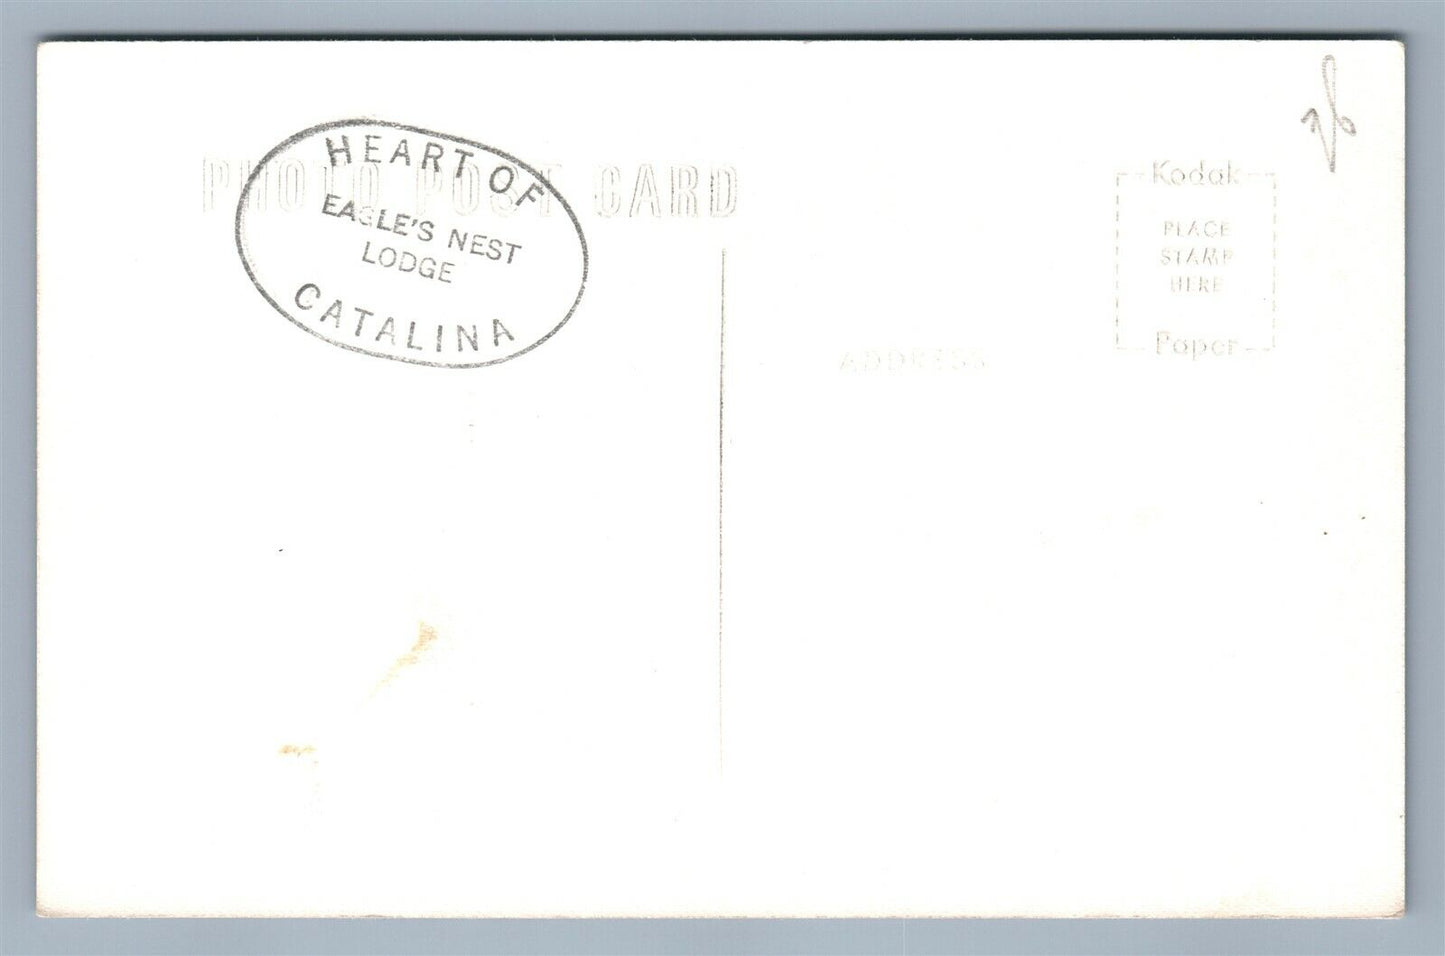 HEART OF
EAGLE'S NEST
LODGE
CATALINA
PHOTO POST CARD
Kodak
PLACE
STAMP
HERE
Paper
ADDRESS